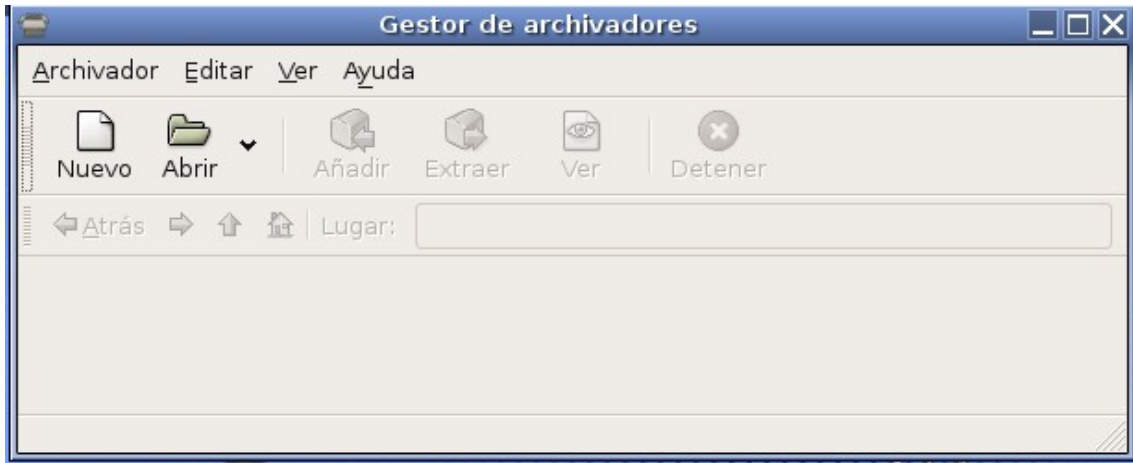 Gestor de archivadores
Archivador Editar Ver Ayuda
Nuevo Abrir Añadir Extraer Ver Detener
Atrás Lugar: